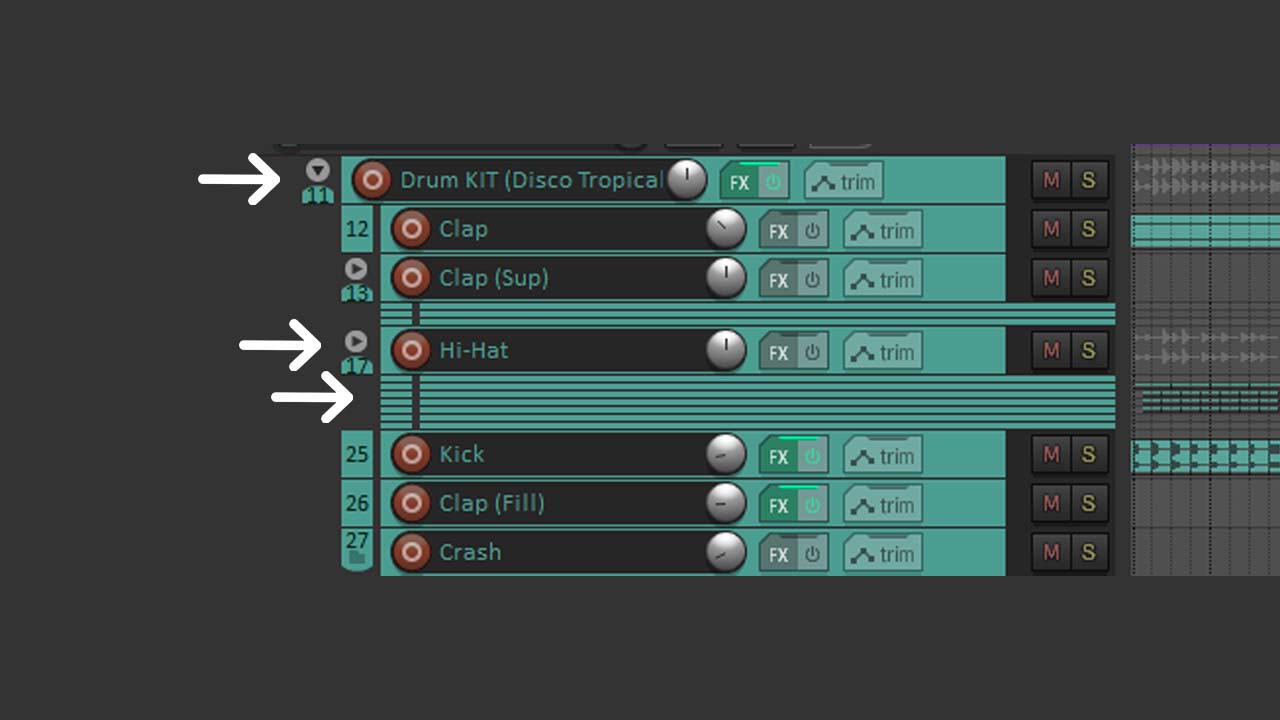 11 Drum KIT (Disco Tropical FX trim M S
12 Clap FX trim M S
13 Clap (Sup) FX trim M S
17 Hi-Hat FX trim M S
25 Kick FX trim M S
26 Clap (Fill) FX trim M S
27 Crash FX trim M S